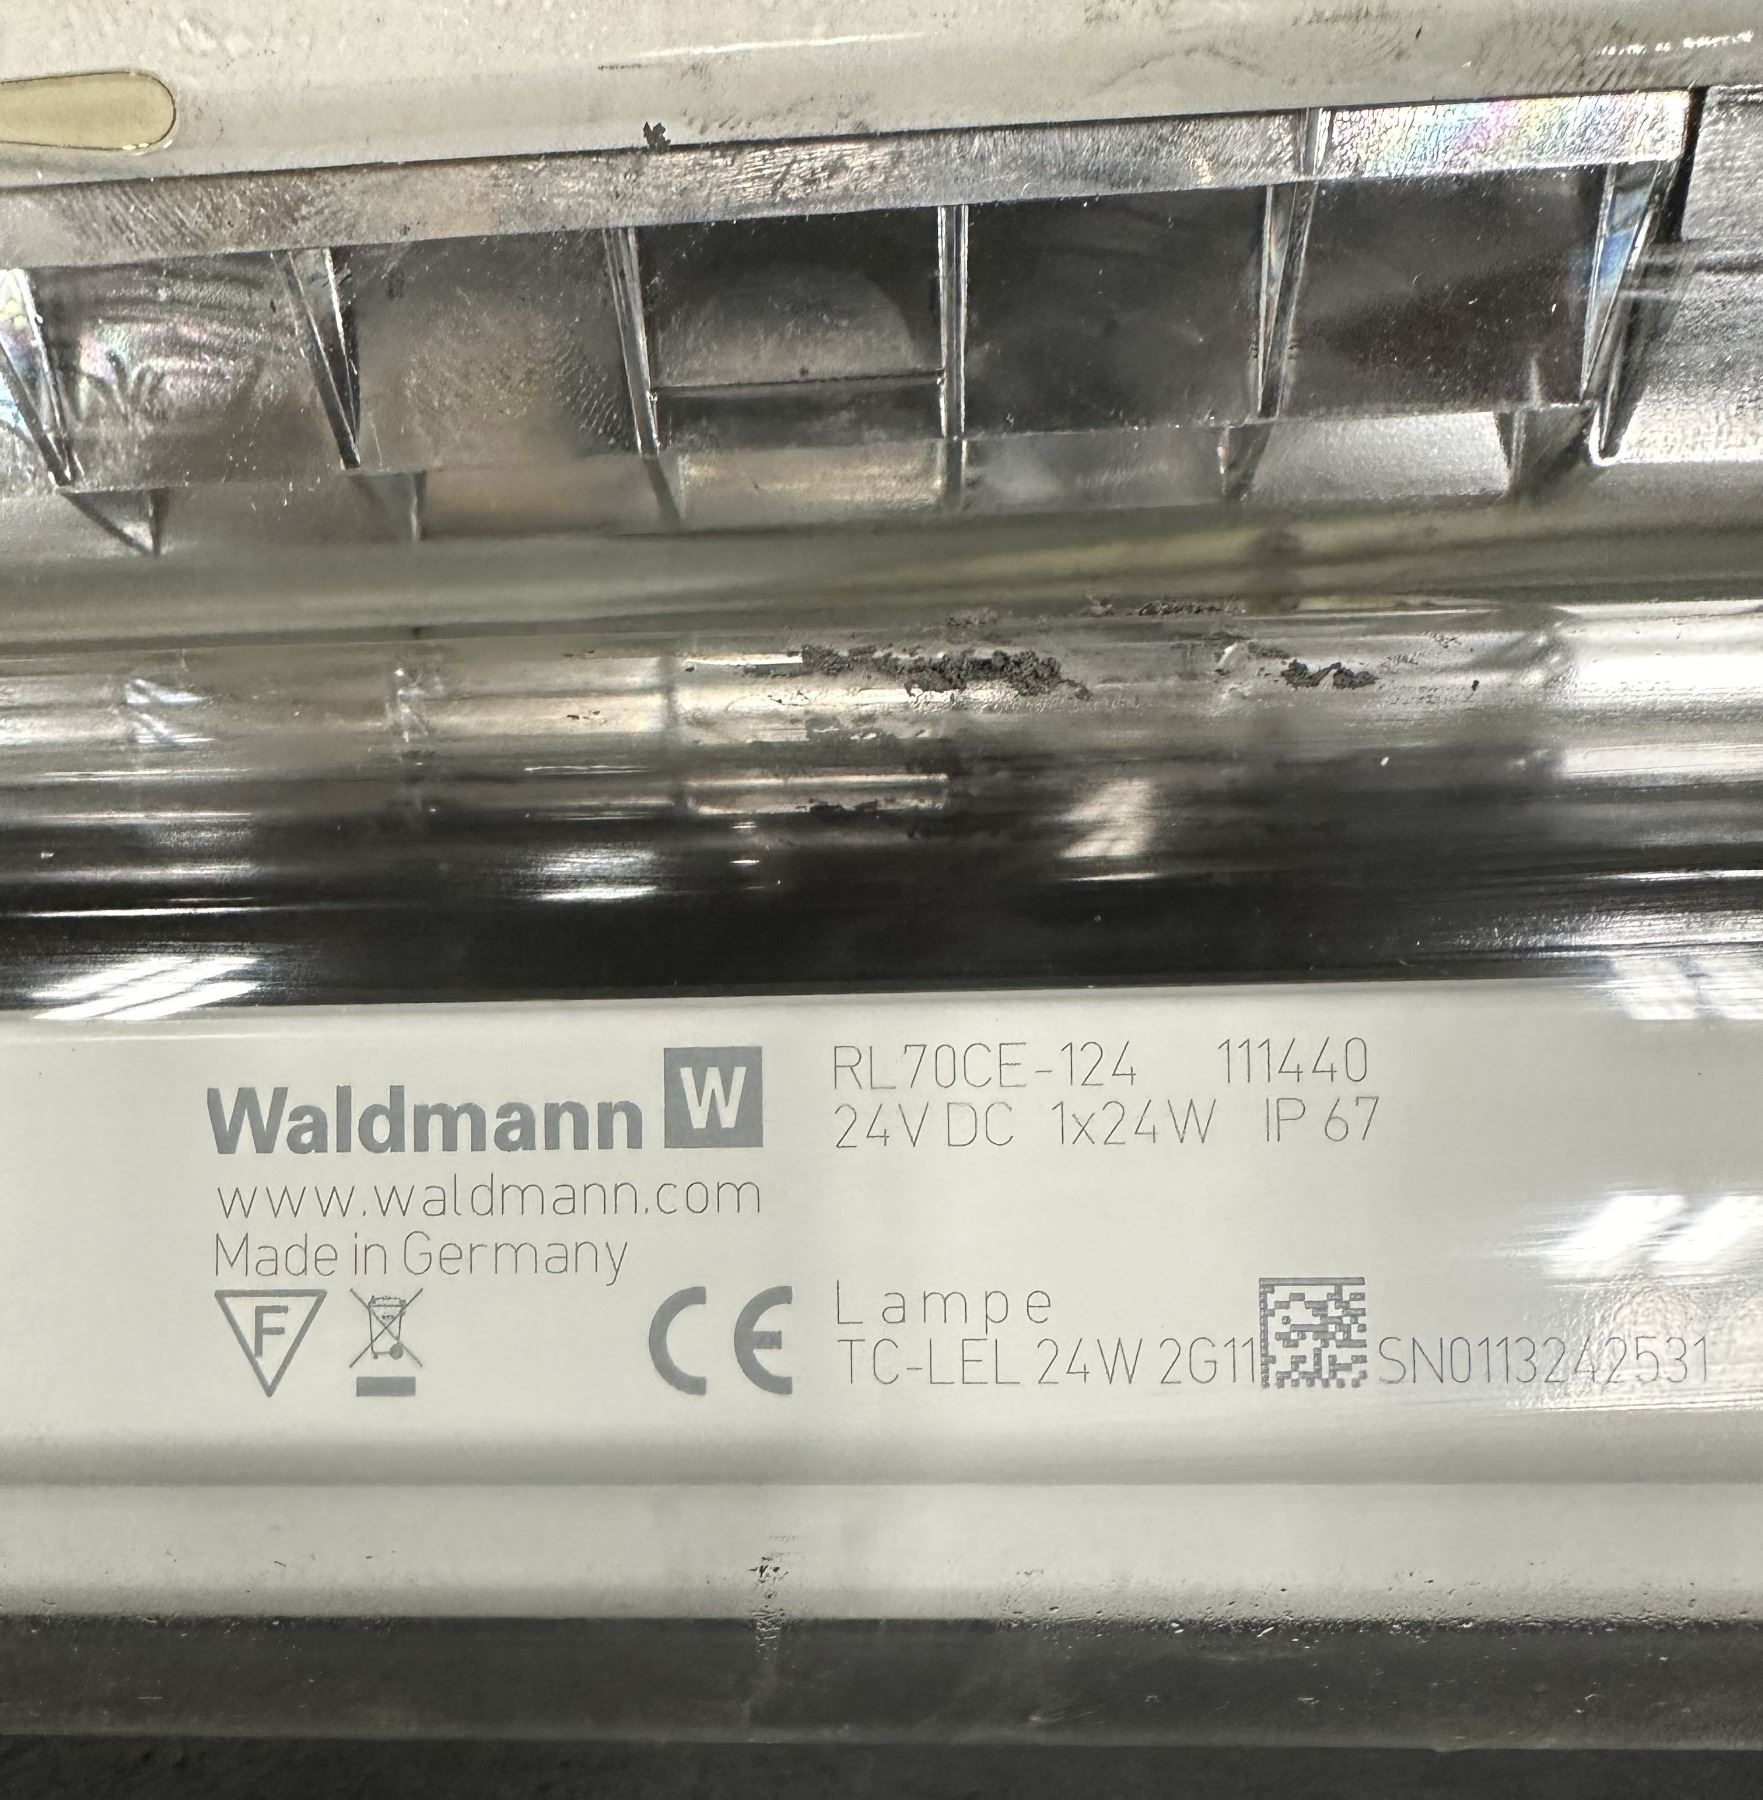 Waldmann W
www.waldmann.com
Made in Germany
F
CE
RL70CE-124 111440
24V DC 1x24W IP 67
Lampe
TC-LEL 24W 2G11
SN0113242531